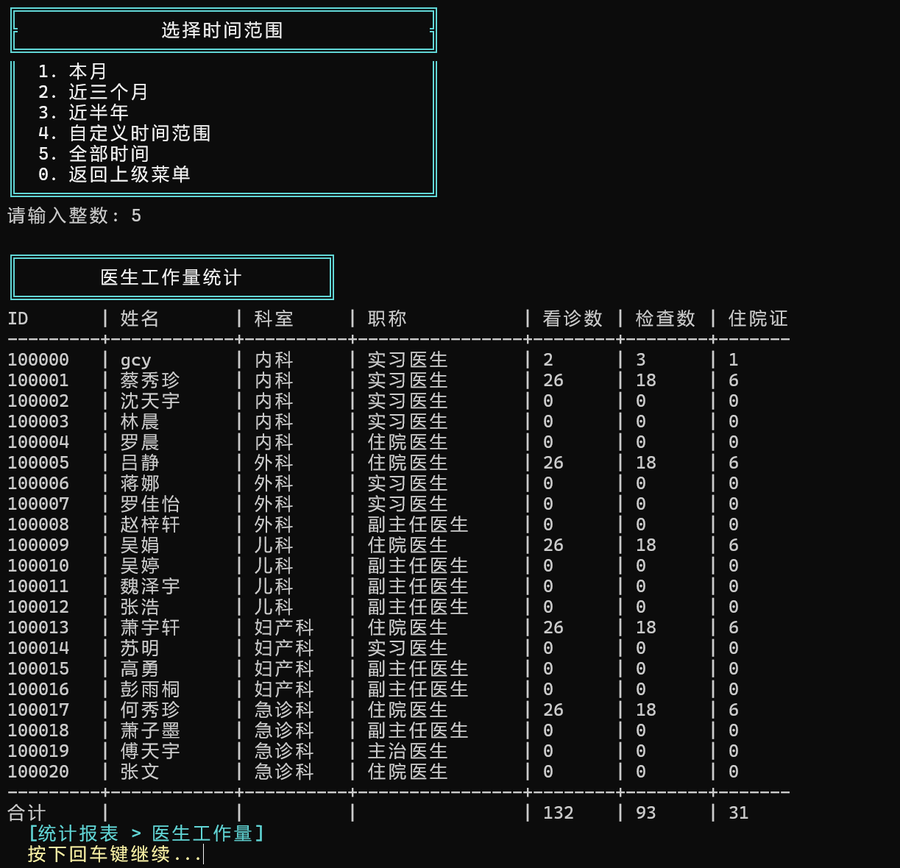 选择时间范围
1. 本月
2. 近三个月
3. 近半年
4. 自定义时间范围
5. 全部时间
0. 返回上级菜单
请输入整数: 5
医生工作量统计
ID | 姓名 | 科室 | 职称 | 看诊数 | 检查数 | 住院证
100000 | gcy | 内科 | 实习医生 | 2 | 3 | 1
100001 | 蔡秀珍 | 内科 | 实习医生 | 26 | 18 | 6
100002 | 沈天宇 | 内科 | 实习医生 | 0 | 0 | 0
100003 | 林晨 | 内科 | 实习医生 | 0 | 0 | 0
100004 | 罗晨 | 内科 | 住院医生 | 0 | 0 | 0
100005 | 吕静 | 外科 | 住院医生 | 26 | 18 | 6
100006 | 蒋娜 | 外科 | 实习医生 | 0 | 0 | 0
100007 | 罗佳怡 | 外科 | 实习医生 | 0 | 0 | 0
100008 | 赵梓轩 | 外科 | 副主任医生 | 0 | 0 | 0
100009 | 吴娟 | 儿科 | 住院医生 | 26 | 18 | 6
100010 | 吴婷 | 儿科 | 副主任医生 | 0 | 0 | 0
100011 | 魏泽宇 | 儿科 | 副主任医生 | 0 | 0 | 0
100012 | 张浩 | 儿科 | 副主任医生 | 0 | 0 | 0
100013 | 萧宇轩 | 妇产科 | 住院医生 | 26 | 18 | 6
100014 | 苏明 | 妇产科 | 实习医生 | 0 | 0 | 0
100015 | 高勇 | 妇产科 | 副主任医生 | 0 | 0 | 0
100016 | 彭雨桐 | 妇产科 | 副主任医生 | 0 | 0 | 0
100017 | 何秀珍 | 急诊科 | 住院医生 | 26 | 18 | 6
100018 | 萧子墨 | 急诊科 | 副主任医生 | 0 | 0 | 0
100019 | 傅天宇 | 急诊科 | 主治医生 | 0 | 0 | 0
100020 | 张文 | 急诊科 | 住院医生 | 0 | 0 | 0
合计 | | | | 132 | 93 | 31
[统计报表 > 医生工作量]
按下回车键继续...